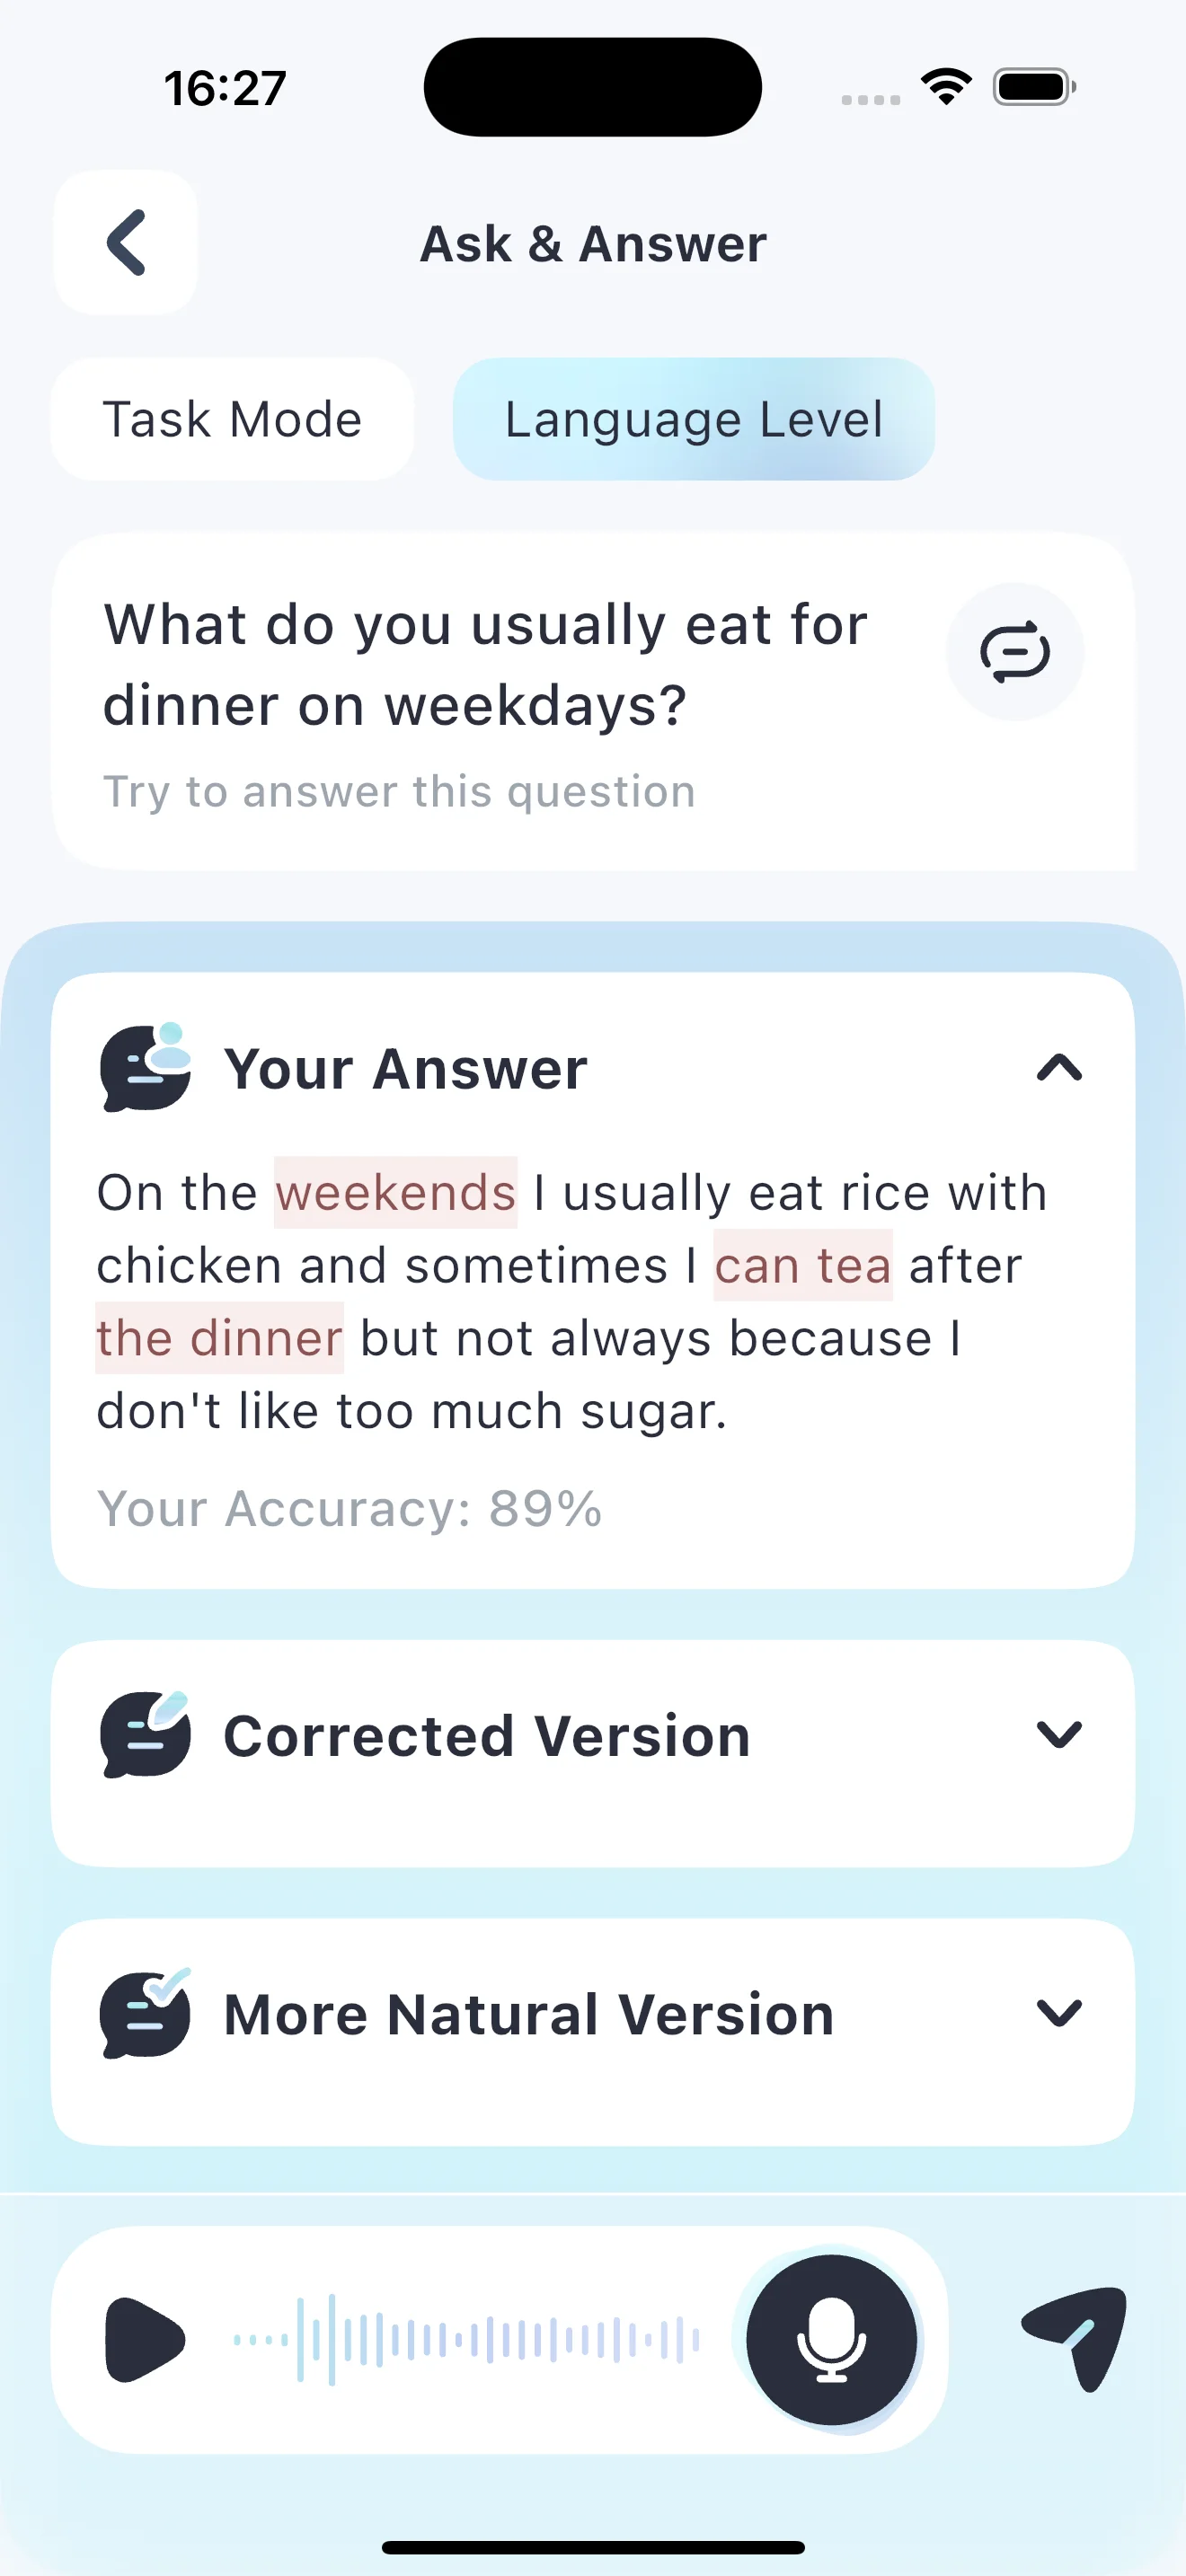 16:27
Ask & Answer
Task Mode
Language Level
What do you usually eat for
dinner on weekdays?
Try to answer this question
Your Answer
On the weekends I usually eat rice with
chicken and sometimes I can tea after
the dinner but not always because I
don't like too much sugar.
Your Accuracy: 89%
Corrected Version
More Natural Version